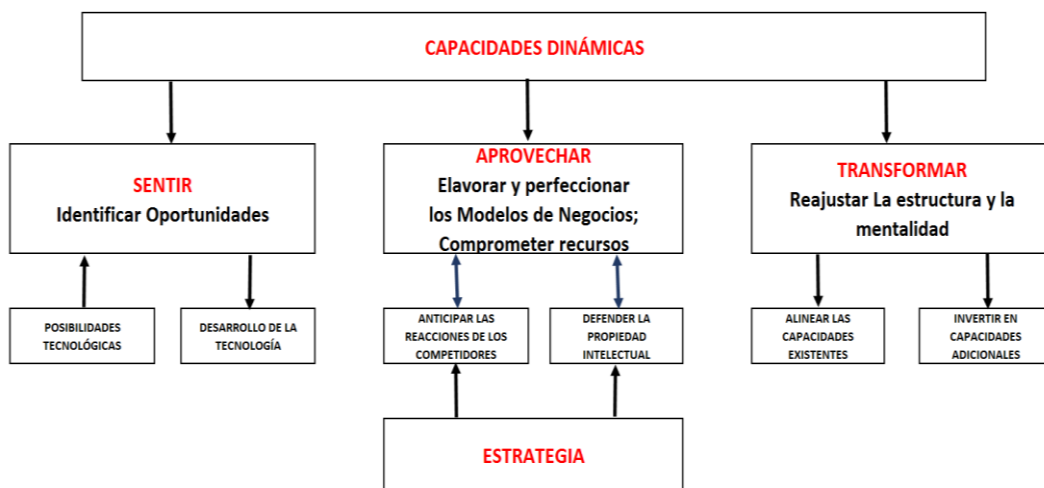 CAPACIDADES DINÁMICAS
SENTIR
Identificar Oportunidades
APROVECHAR
Elavorar y perfeccionar
los Modelos de Negocios;
Comprometer recursos
TRANSFORMAR
Reajustar La estructura y la
mentalidad
POSIBILIDADES
TECNOLÓGICAS
DESARROLLO DE LA
TECNOLOGÍA
ANTICIPAR LAS
REACCIONES DE LOS
COMPETIDORES
DEFENDER LA
PROPIEDAD
INTELECTUAL
ALINEAR LAS
CAPACIDADES
EXISTENTES
INVERTIR EN
CAPACIDADES
ADICIONALES
ESTRATEGIA